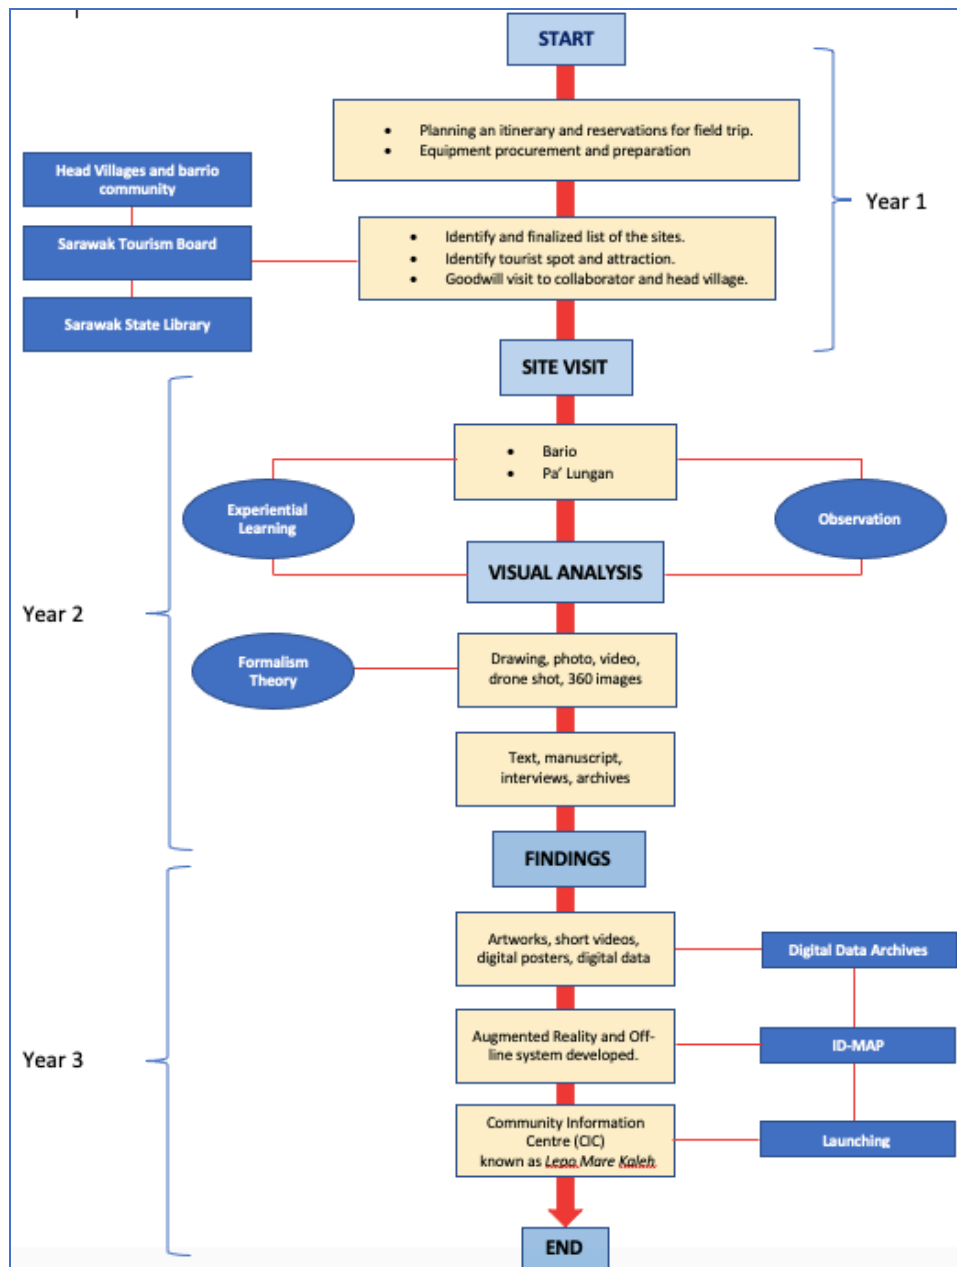 START
• Planning an itinerary and reservations for field trip.
• Equipment procurement and preparation
Year 1
Head Villages and barrio
community
Sarawak Tourism Board
Sarawak State Library
• Identify and finalized list of the sites.
• Identify tourist spot and attraction.
• Goodwill visit to collaborator and head village.
SITE VISIT
• Bario
• Pa' Lungan
Experiential
Learning
Observation
VISUAL ANALYSIS
Year 2
Formalism
Theory
Drawing, photo, video,
drone shot, 360 images
Text, manuscript,
interviews, archives
FINDINGS
Artworks, short videos,
digital posters, digital data
Digital Data Archives
Augmented Reality and Off-
line system developed.
ID-MAP
Year 3
Community Information
Centre (CIC)
known as Lepo Mare Kaleh
Launching
END